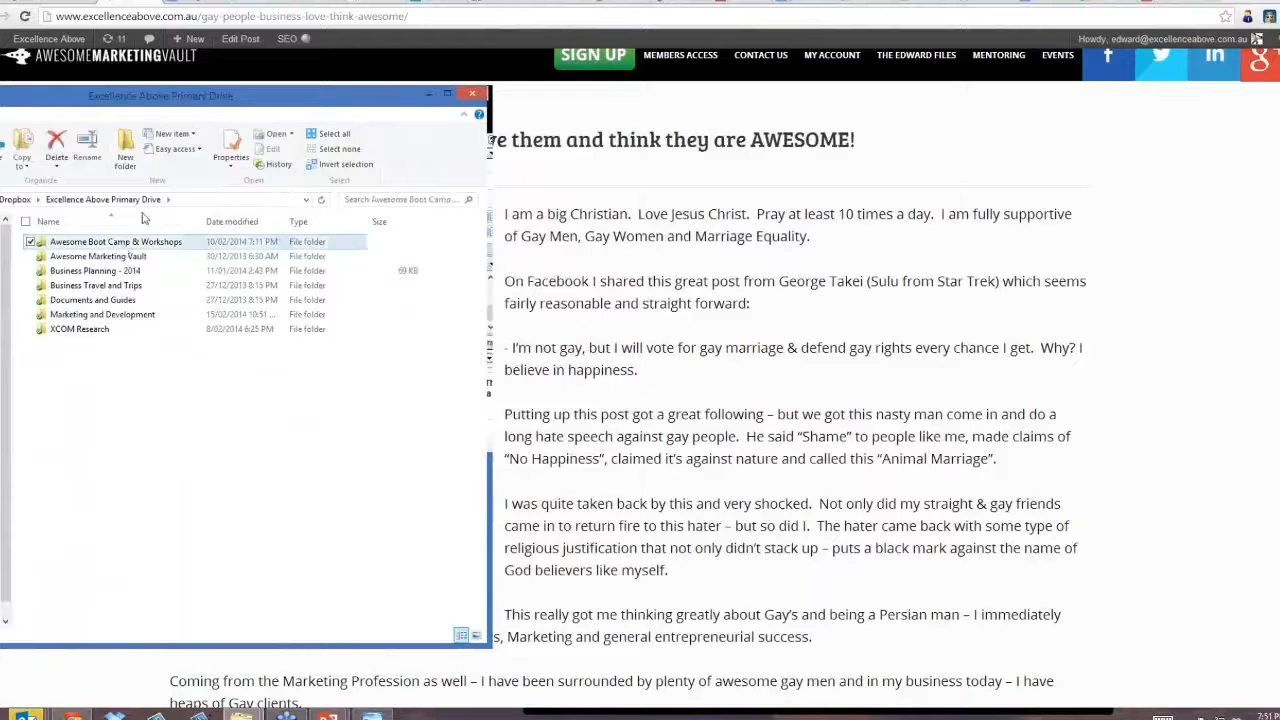 www.excellenceabove.com.au/gay-people-business-love-think-awesome/
Excellence Above 11 + New Edit Post SEO Howdy, edward@excellenceabove.com.au
AWESOMEMARKETINGVAULT SIGN UP MEMBERS ACCESS CONTACT US MY ACCOUNT THE EDWARD FILES MENTORING EVENTS
Excellence Above Primary Drive
Copy to Delete Rename New folder New item Easy access Properties Open Edit History Select all Select none Invert selection
Organize New Open Select
Dropbox Excellence Above Primary Drive Search Awesome Boot Camp...
Name Date modified Type Size
Awesome Boot Camp & Workshops 10/02/2014 7:11 PM File folder
Awesome Marketing Vault 30/12/2013 6:30 AM File folder
Business Planning - 2014 11/01/2014 2:43 PM File folder 69 KB
Business Travel and Trips 27/12/2013 8:15 PM File folder
Documents and Guides 27/12/2013 8:15 PM File folder
Marketing and Development 15/02/2014 10:51 ... File folder
XCOM Research 8/02/2014 6:25 PM File folder
ve them and think they are AWESOME!
I am a big Christian. Love Jesus Christ. Pray at least 10 times a day. I am fully supportive
of Gay Men, Gay Women and Marriage Equality.
On Facebook I shared this great post from George Takei (Sulu from Star Trek) which seems
fairly reasonable and straight forward:
- I'm not gay, but I will vote for gay marriage & defend gay rights every chance I get. Why? I
believe in happiness.
Putting up this post got a great following – but we got this nasty man come in and do a
long hate speech against gay people. He said “Shame” to people like me, made claims of
“No Happiness”, claimed it's against nature and called this “Animal Marriage”.
I was quite taken back by this and very shocked. Not only did my straight & gay friends
came in to return fire to this hater – but so did I. The hater came back with some type of
religious justification that not only didn't stack up – puts a black mark against the name of
God believers like myself.
This really got me thinking greatly about Gay's and being a Persian man – I immediately
s, Marketing and general entrepreneurial success.
Coming from the Marketing Profession as well – I have been surrounded by plenty of awesome gay men and in my business today – I have
heaps of Gay clients.